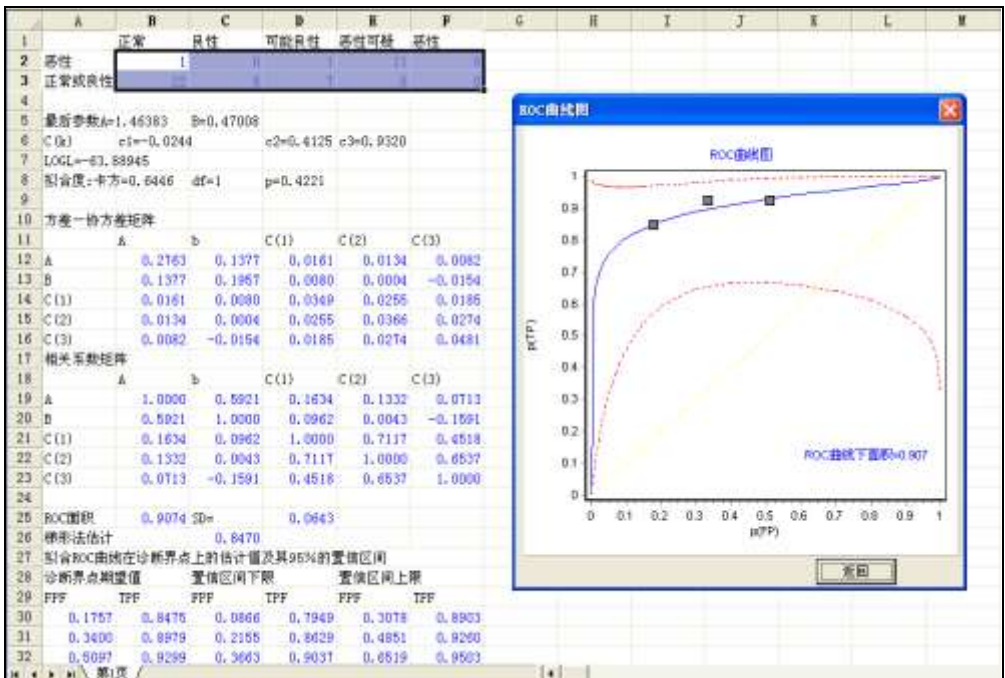 A B C D E F G H I J K L M
1 正常 良性 可能良性 恶性可疑 恶性
2 恶性 1
3 正常或良性
4
5 最后参数A=1.46383 B=0.47008
6 C(k) c1=-0.0244 c2=0.4125 c3=0.9320
7 LOGL=-63.88945
8 拟合度:卡方=0.6446 df=1 p=0.4221
9
10 方差一协方差矩阵
11 A b C(1) C(2) C(3)
12 A 0.2763 0.1377 0.0161 0.0134 0.0082
13 B 0.1377 0.1957 0.0080 0.0004 -0.0154
14 C(1) 0.0161 0.0080 0.0349 0.0255 0.0185
15 C(2) 0.0134 0.0004 0.0255 0.0366 0.0274
16 C(3) 0.0082 -0.0154 0.0185 0.0274 0.0481
17 相关系数矩阵
18 A b C(1) C(2) C(3)
19 A 1.0000 0.5921 0.1634 0.1332 0.0713
20 B 0.5921 1.0000 0.0962 0.0043 -0.1591
21 C(1) 0.1634 0.0962 1.0000 0.7117 0.4518
22 C(2) 0.1332 0.0043 0.7117 1.0000 0.6537
23 C(3) 0.0713 -0.1591 0.4518 0.6537 1.0000
24
25 ROC面积 0.9074 SD= 0.0643
26 梯形法估计 0.8470
27 拟合ROC曲线在诊断界点上的估计值及其95%的置信区间
28 诊断界点期望值 置信区间下限 置信区间上限
29 FPF TPF FPF TPF FPF TPF
30 0.1757 0.8475 0.0866 0.7949 0.3078 0.8903
31 0.3400 0.8979 0.2155 0.8629 0.4851 0.9260
32 0.5097 0.9299 0.3663 0.9037 0.6519 0.9503
第1页
ROC曲线图
ROC曲线图
1
0.9
0.8
0.7
0.6
0.5
0.4
0.3
0.2
0.1
0
p(TP)
ROC曲线下面积=0.907
0 0.1 0.2 0.3 0.4 0.5 0.6 0.7 0.8 0.9 1
p(FP)
返回